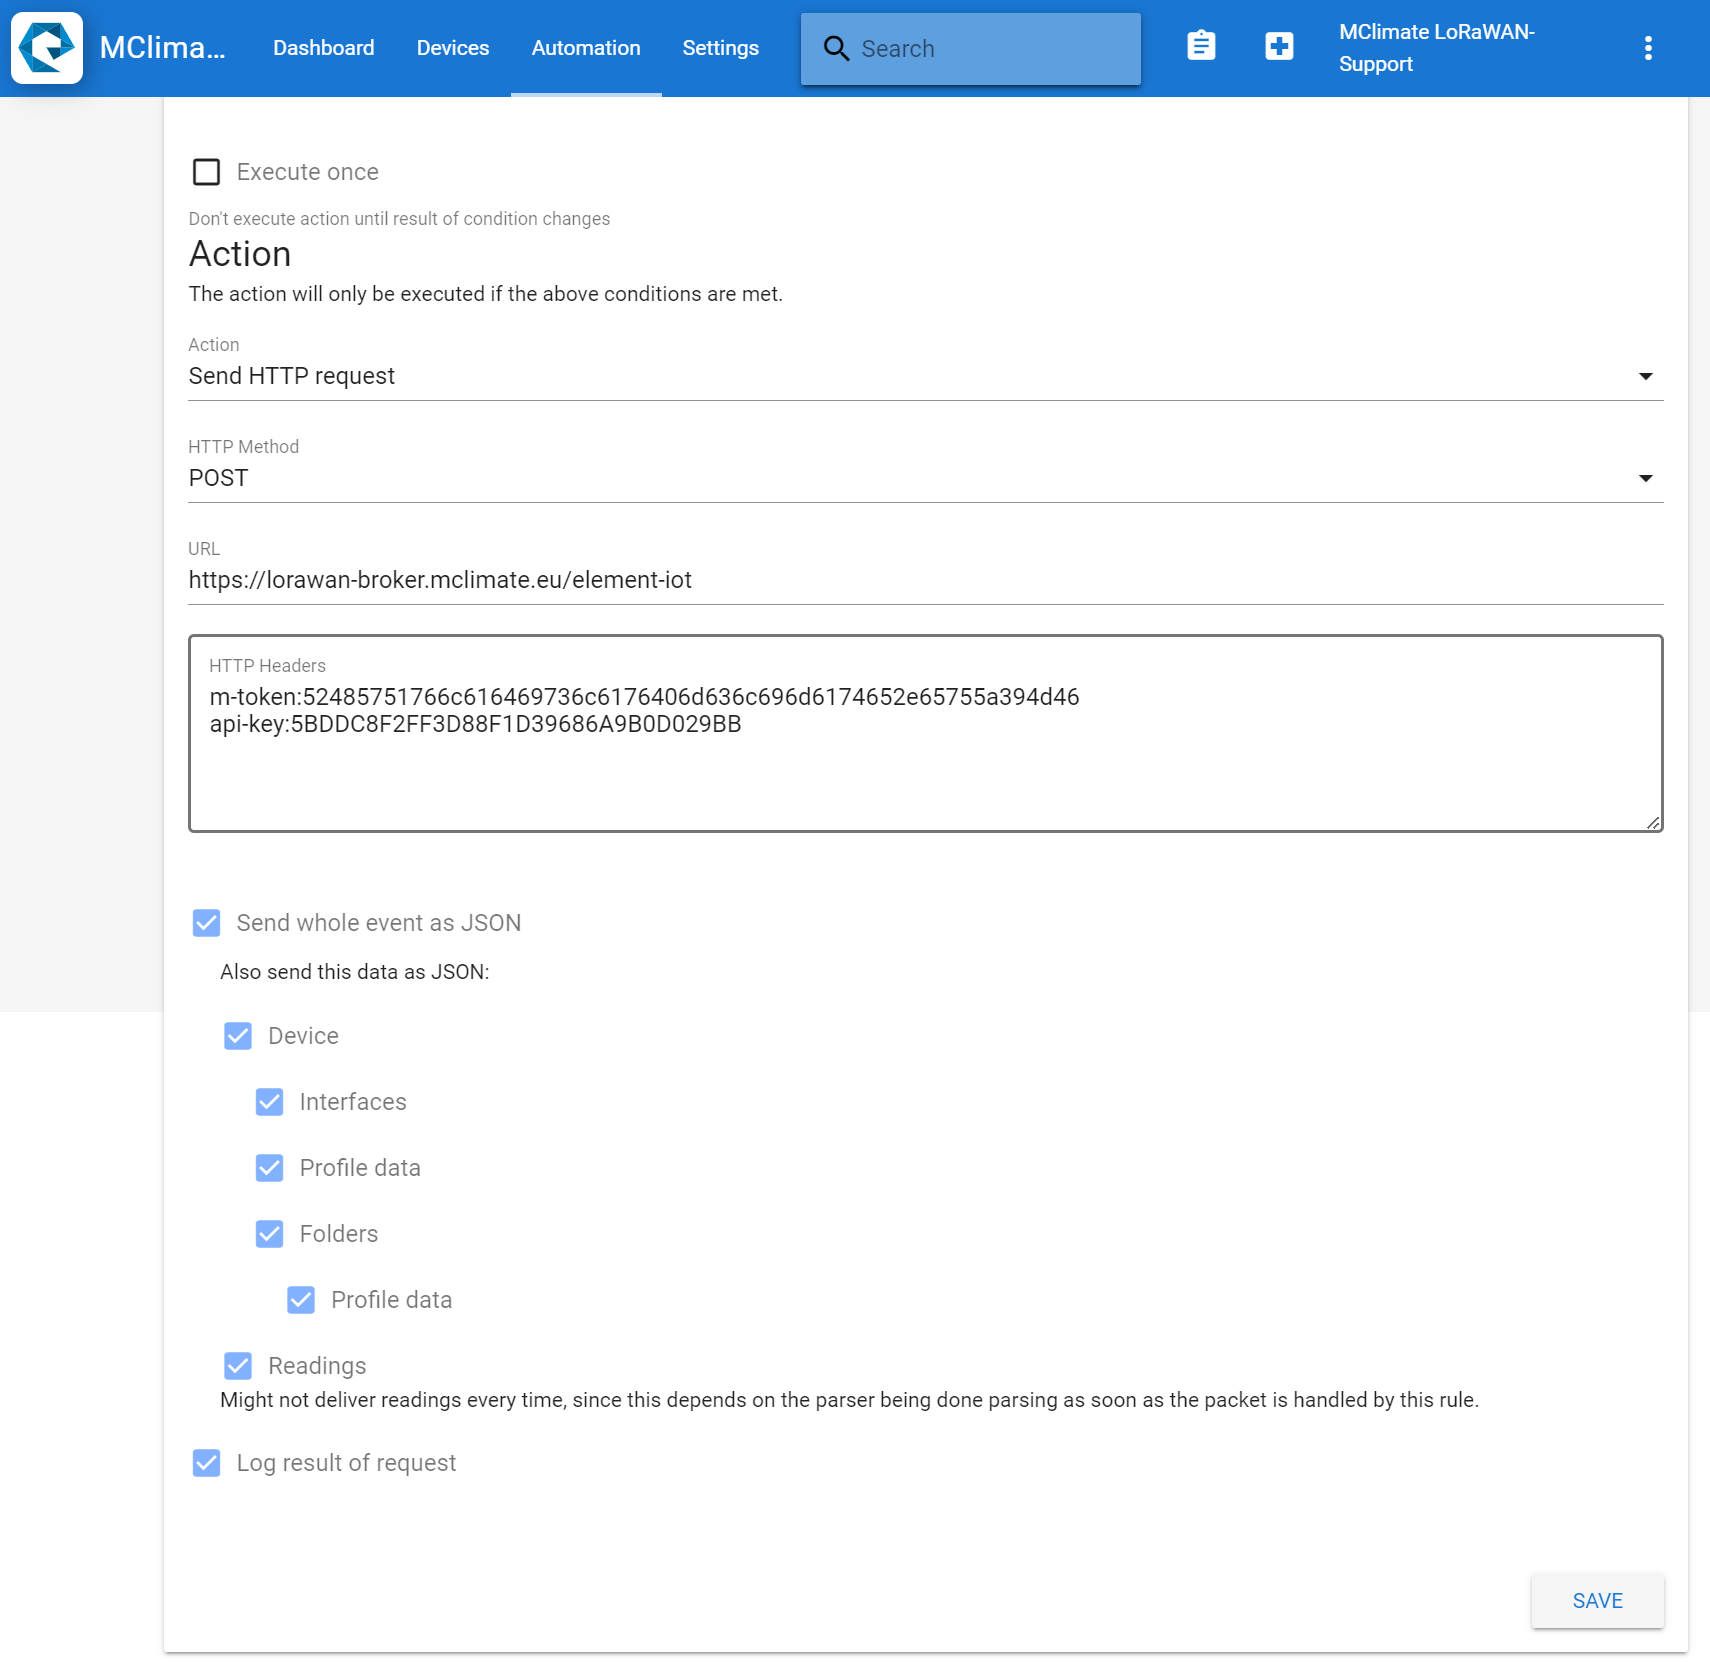 MClima...
Dashboard
Devices
Automation
Settings
Search
MClimate LoRaWAN-
Support
Execute once
Don't execute action until result of condition changes
Action
The action will only be executed if the above conditions are met.
Action
Send HTTP request
HTTP Method
POST
URL
https://lorawan-broker.mclimate.eu/element-iot
HTTP Headers
m-token:52485751766c616469736c6176406d636c696d6174652e65755a394d46
api-key:5BDDC8F2FF3D88F1D39686A9B0D029BB
Send whole event as JSON
Also send this data as JSON:
Device
Interfaces
Profile data
Folders
Profile data
Readings
Might not deliver readings every time, since this depends on the parser being done parsing as soon as the packet is handled by this rule.
Log result of request
SAVE